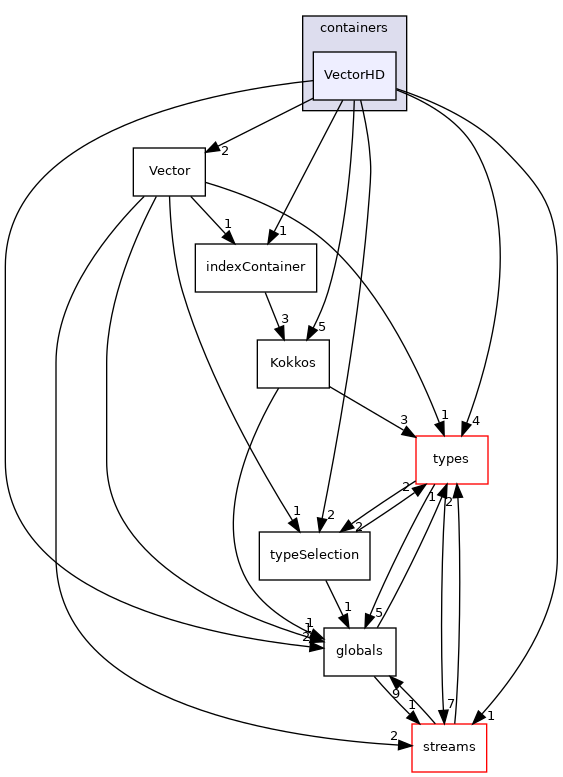 containers
VectorHD
2
Vector
1
1
indexContainer
3
5
Kokkos
3
1
4
types
2
1
2
1
2
2
typeSelection
1
5
1
1
2
globals
9
1
7
1
2
streams